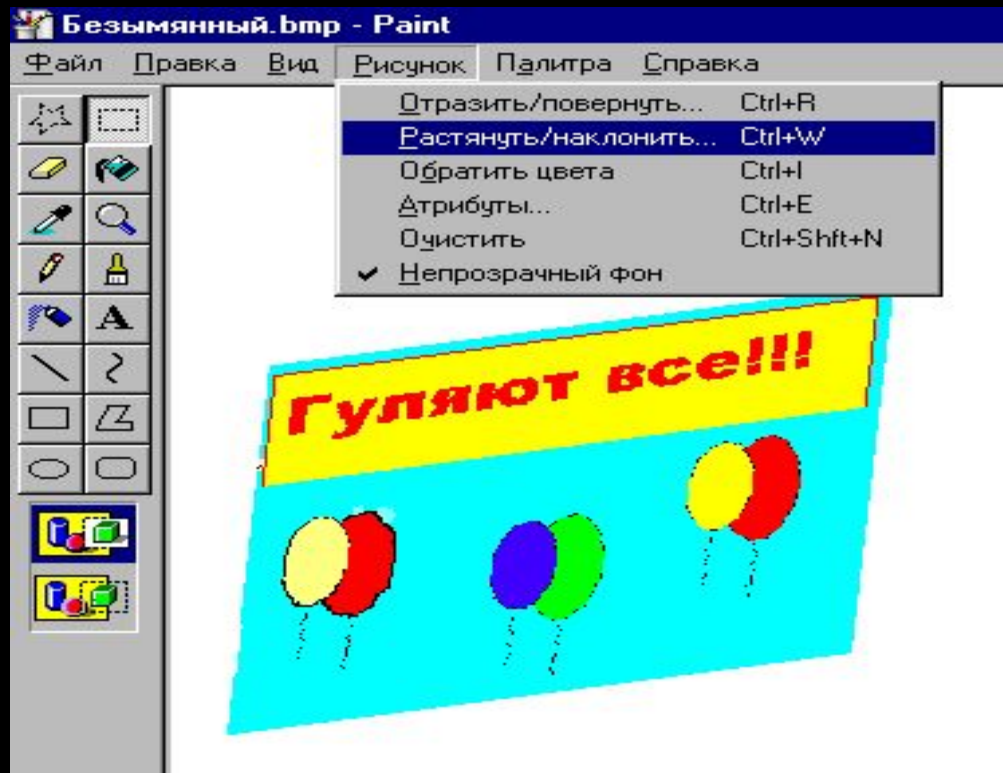 Безымянный.bmp - Paint
Файл Правка Вид Рисунок Палитра Справка
Отразить/повернуть... Ctrl+R
Растянуть/наклонить... Ctrl+W
Обратить цвета Ctrl+I
Атрибуты... Ctrl+E
Очистить Ctrl+Shft+N
Непрозрачный фон
A
Гуляют все!!!